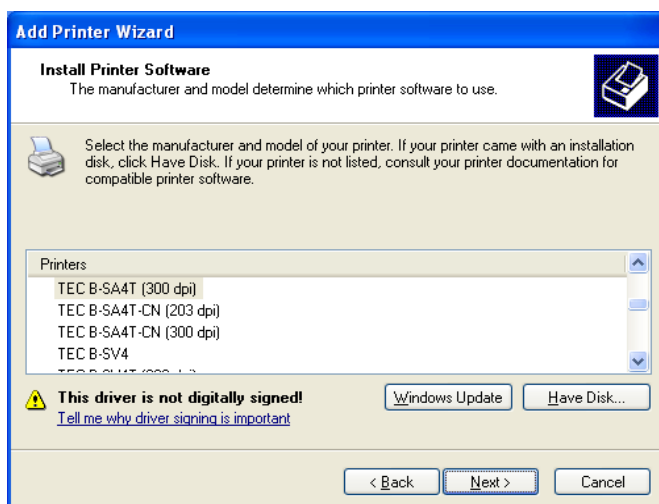 Add Printer Wizard
Install Printer Software
The manufacturer and model determine which printer software to use.
Select the manufacturer and model of your printer. If your printer came with an installation
disk, click Have Disk. If your printer is not listed, consult your printer documentation for
compatible printer software.
Printers
TEC B-SA4T (300 dpi)
TEC B-SA4T-CN (203 dpi)
TEC B-SA4T-CN (300 dpi)
TEC B-SV4
This driver is not digitally signed!
Windows Update
Have Disk...
Tell me why driver signing is important
< Back
Next >
Cancel